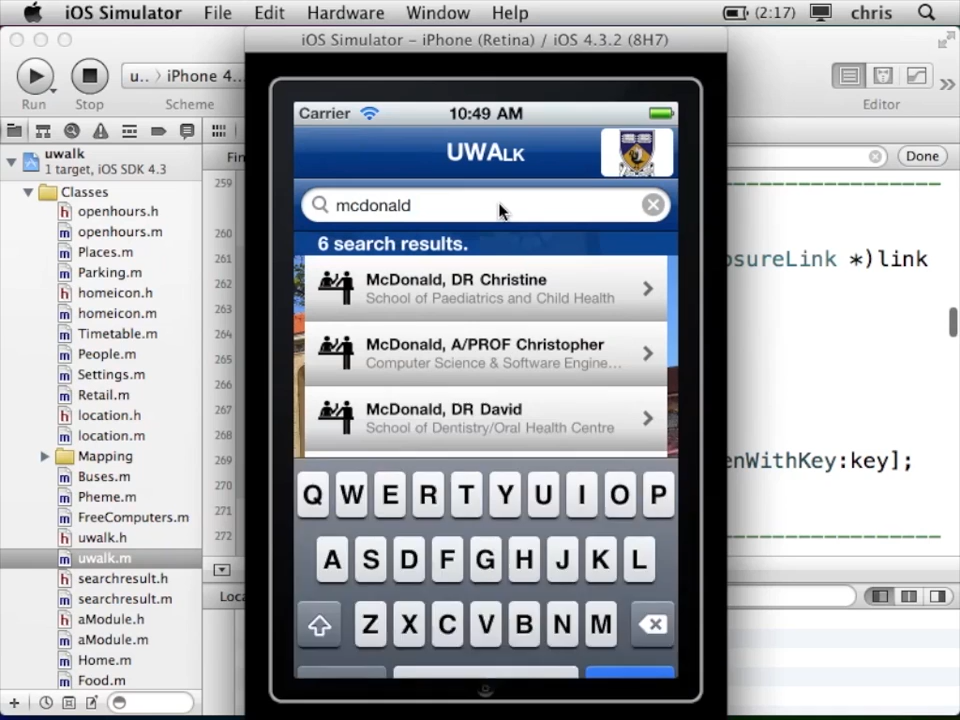 iOS Simulator File Edit Hardware Window Help (2:17) chris
iOS Simulator – iPhone (Retina) / iOS 4.3.2 (8H7)
u.. › iPhone 4...
Run Stop Scheme Editor
uwalk
1 target, iOS SDK 4.3
Classes
openhours.h
openhours.m
Places.m
Parking.m
homeicon.h
homeicon.m
Timetable.m
People.m
Settings.m
Retail.m
location.h
location.m
Mapping
Buses.m
Pheme.m
FreeComputers.m
uwalk.h
uwalk.m
searchresult.h
searchresult.m
aModule.h
aModule.m
Home.m
Food.m
Fin
Done
259
260
261
262
263
264
265
266
267
268
269
270
271
272
osureLink *)link
enWithKey:key];
Loca
Carrier 10:49 AM
UWALK
mcdonald
6 search results.
McDonald, DR Christine
School of Paediatrics and Child Health
McDonald, A/PROF Christopher
Computer Science & Software Engine...
McDonald, DR David
School of Dentistry/Oral Health Centre
Q W E R T Y U I O P
A S D F G H J K L
Z X C V B N M